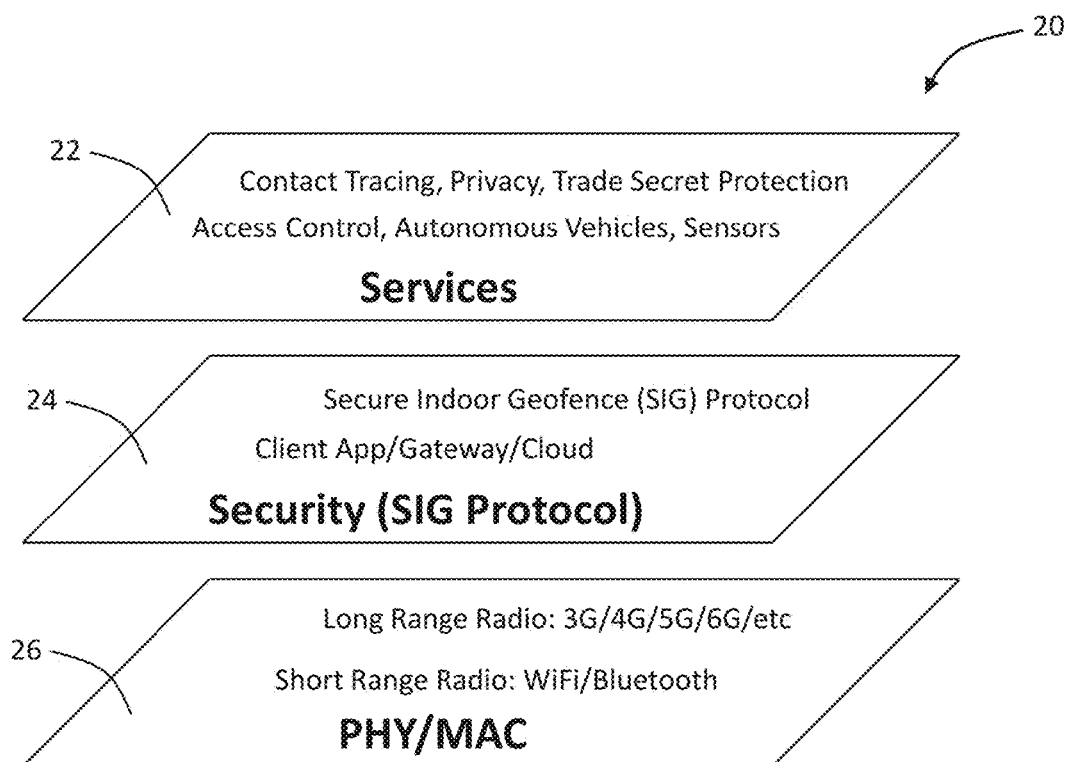 20
22
Contact Tracing, Privacy, Trade Secret Protection
Access Control, Autonomous Vehicles, Sensors
Services
24
Secure Indoor Geofence (SIG) Protocol
Client App/Gateway/Cloud
Security (SIG Protocol)
26
Long Range Radio: 3G/4G/5G/6G/etc
Short Range Radio: WiFi/Bluetooth
PHY/MAC